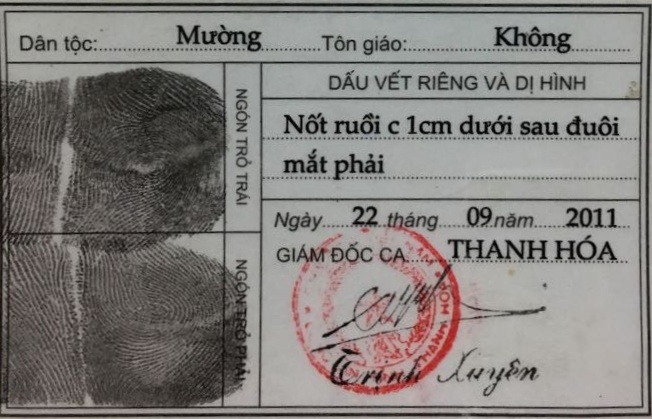 Dân tộc: Mường Tôn giáo: Không
NGÓN TRỎ TRÁI
NGÓN TRỎ PHẢI
DẤU VẾT RIÊNG VÀ DỊ HÌNH
Nốt ruồi c 1cm dưới sau đuôi
mắt phải
Ngày 22 tháng 09 năm 2011
GIÁM ĐỐC CA THANH HÓA
THANH HÓ
Trịnh Xuyên